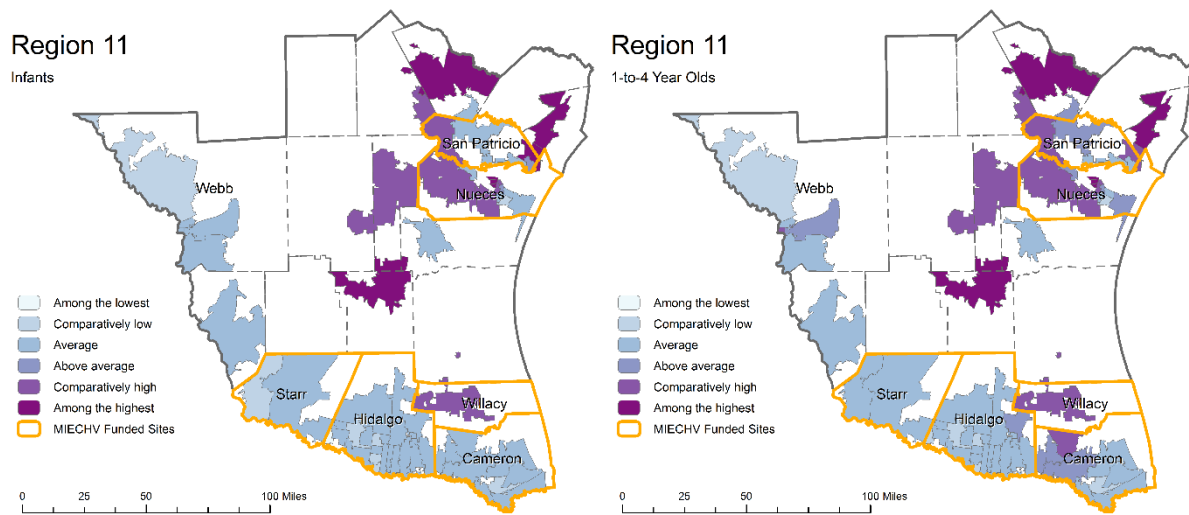 Region 11
Infants
San Patricio
Webb
Nueces
Among the lowest
Comparatively low
Average
Above average
Comparatively high
Among the highest
MIECHV Funded Sites
Starr
Hidalgo
Willacy
Cameron
0 25 50 100 Miles
Region 11
1-to-4 Year Olds
San Patricio
Webb
Nueces
Among the lowest
Comparatively low
Average
Above average
Comparatively high
Among the highest
MIECHV Funded Sites
Starr
Hidalgo
Willacy
Cameron
0 25 50 100 Miles